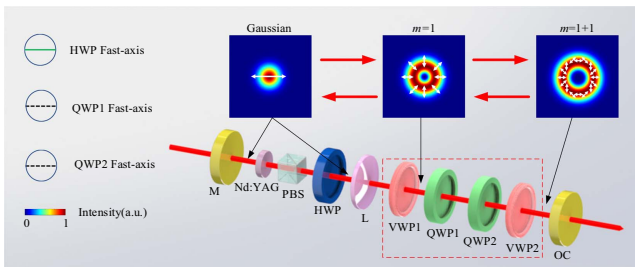 Gaussian
m=1
m=1+1
HWP Fast-axis
QWP1 Fast-axis
QWP2 Fast-axis
Intensity(a.u.)
0 1
M
Nd:YAG
PBS
HWP
L
VWP1
QWP1
QWP2
VWP2
OC